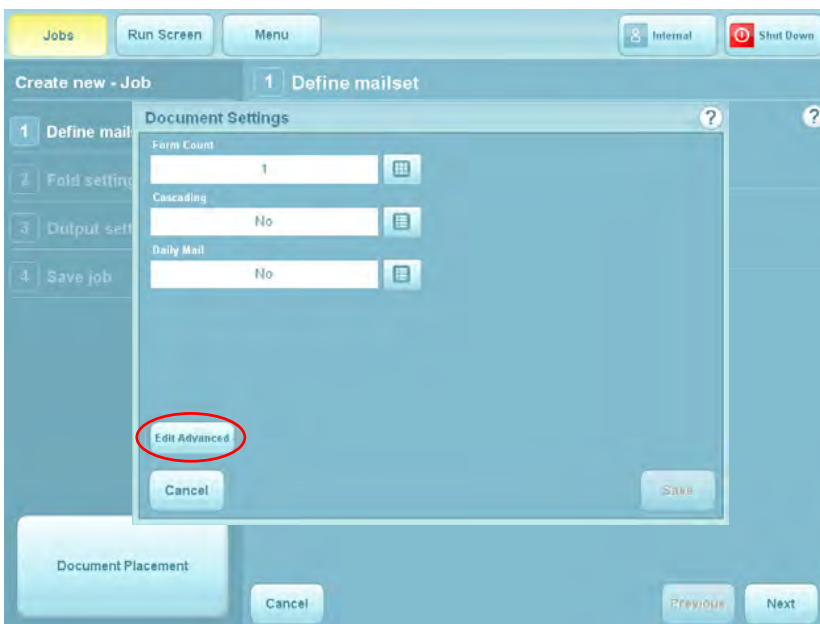 Jobs Run Screen Menu Internal Shut Down
Create new - Job 1 Define mailset
Document Settings ? ?
1 Define mail
Form Count
1
2 Fold setting
Cascading
No
3 Output sett
Daily Mail
No
4 Save job
Edit Advanced
Cancel Save
Document Placement
Cancel Previous Next